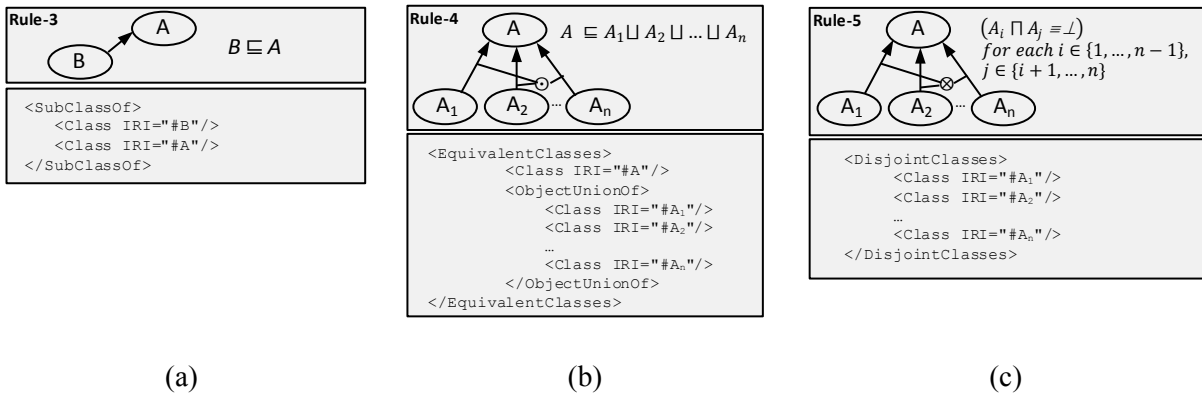 Rule-3
A
B
B ⊑ A
<SubClassOf>
<Class IRI="#B"/>
<Class IRI="#A"/>
</SubClassOf>
(a)
Rule-4
A
A ⊑ A₁⊔ A₂ ⊔ … ⊔ Aₙ
A₁ A₂ ... Aₙ
<EquivalentClasses>
<Class IRI="#A"/>
<ObjectUnionOf>
<Class IRI="#A₁"/>
<Class IRI="#A₂"/>
…
<Class IRI="#Aₙ"/>
</ObjectUnionOf>
</EquivalentClasses>
(b)
Rule-5
A
(Aᵢ ⊓ Aⱼ ≡⊥)
for each i ∈ {1, … , n − 1},
j ∈ {i + 1, … , n}
A₁ A₂ ... Aₙ
<DisjointClasses>
<Class IRI="#A₁"/>
<Class IRI="#A₂"/>
…
<Class IRI="#Aₙ"/>
</DisjointClasses>
(c)